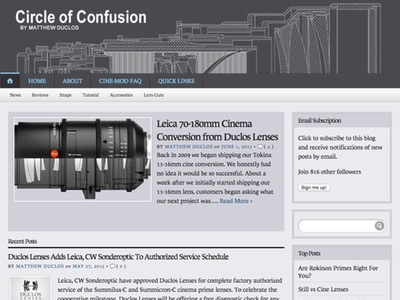 Circle of Confusion
BY MATTHEW DUCLOS
HOME ABOUT CINE-MOD FAQ QUICK LINKS
News Reviews Snaps Tutorial Accessories Lens Guts
Leica 70-180mm Cinema
Conversion from Duclos Lenses
BY MATTHEW DUCLOS on JUNE 2, 2015 • ( 2 )
Back in 2009 we began shipping our Tokina
11-16mm cine conversion. We honestly had
no idea it would be so successful. About a
week after we initially started shipping our
11-16mm lens, customers began asking what
our next project was.… Read More ›
Email Subscription
Click to subscribe to this blog
and receive notifications of new
posts by email.
Join 816 other followers
Sign me up!
Recent Posts
Duclos Lenses Adds Leica, CW Sonderoptic To Authorized Service Schedule
BY MATTHEW DUCLOS on MAY 27, 2015 • ( 0 )
DUCLOS
LENSES
Leica, CW Sonderoptic have approved Duclos Lenses for complete factory authorized
service of the Summilux-C and Summicron-C cinema prime lenses. To celebrate the
cooperative milestone, Duclos Lenses will be offering a free diagnostic check for any
Top Posts
Are Rokinon Primes Right For
You?
Still vs Cine Lenses